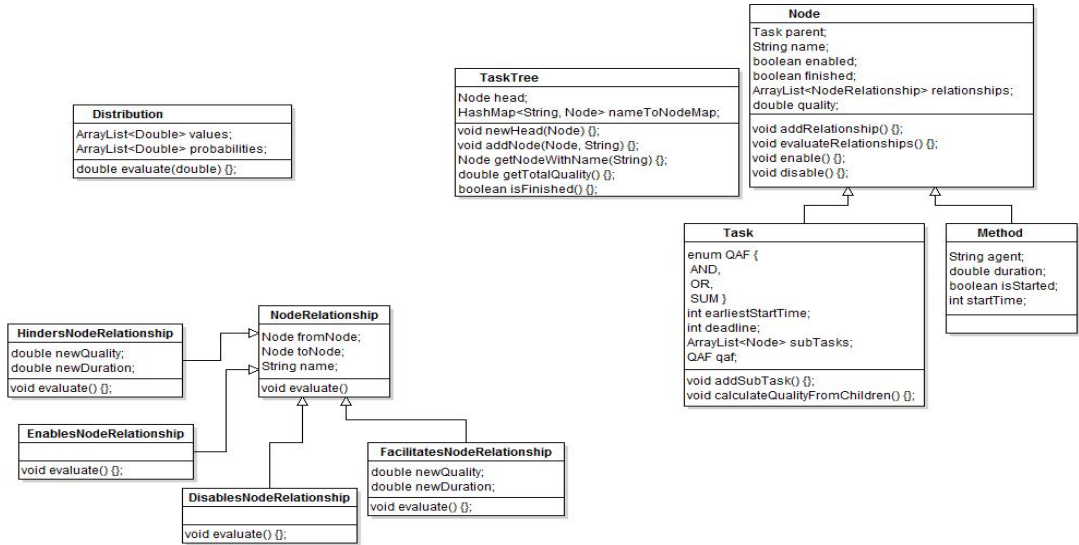 Node
Task parent;
String name;
boolean enabled;
boolean finished;
ArrayList<NodeRelationship> relationships;
double quality;
void addRelationship() {};
void evaluateRelationships() {};
void enable() {};
void disable() {};
TaskTree
Node head;
HashMap<String, Node> nameToNodeMap;
void newHead(Node) {};
void addNode(Node, String) {};
Node getNodeWithName(String) {};
double getTotalQuality() {};
boolean isFinished() {};
Distribution
ArrayList<Double> values;
ArrayList<Double> probabilities;
double evaluate(double) {};
Task
enum QAF {
AND,
OR,
SUM }
int earliestStartTime;
int deadline;
ArrayList<Node> subTasks;
QAF qaf;
void addSubTask() {};
void calculateQualityFromChildren() {};
Method
String agent;
double duration;
boolean isStarted;
int startTime;
NodeRelationship
Node fromNode;
Node toNode;
String name;
void evaluate()
HindersNodeRelationship
double newQuality;
double newDuration;
void evaluate() {};
EnablesNodeRelationship
void evaluate() {};
FacilitatesNodeRelationship
double newQuality;
double newDuration;
void evaluate() {};
DisablesNodeRelationship
void evaluate() {};